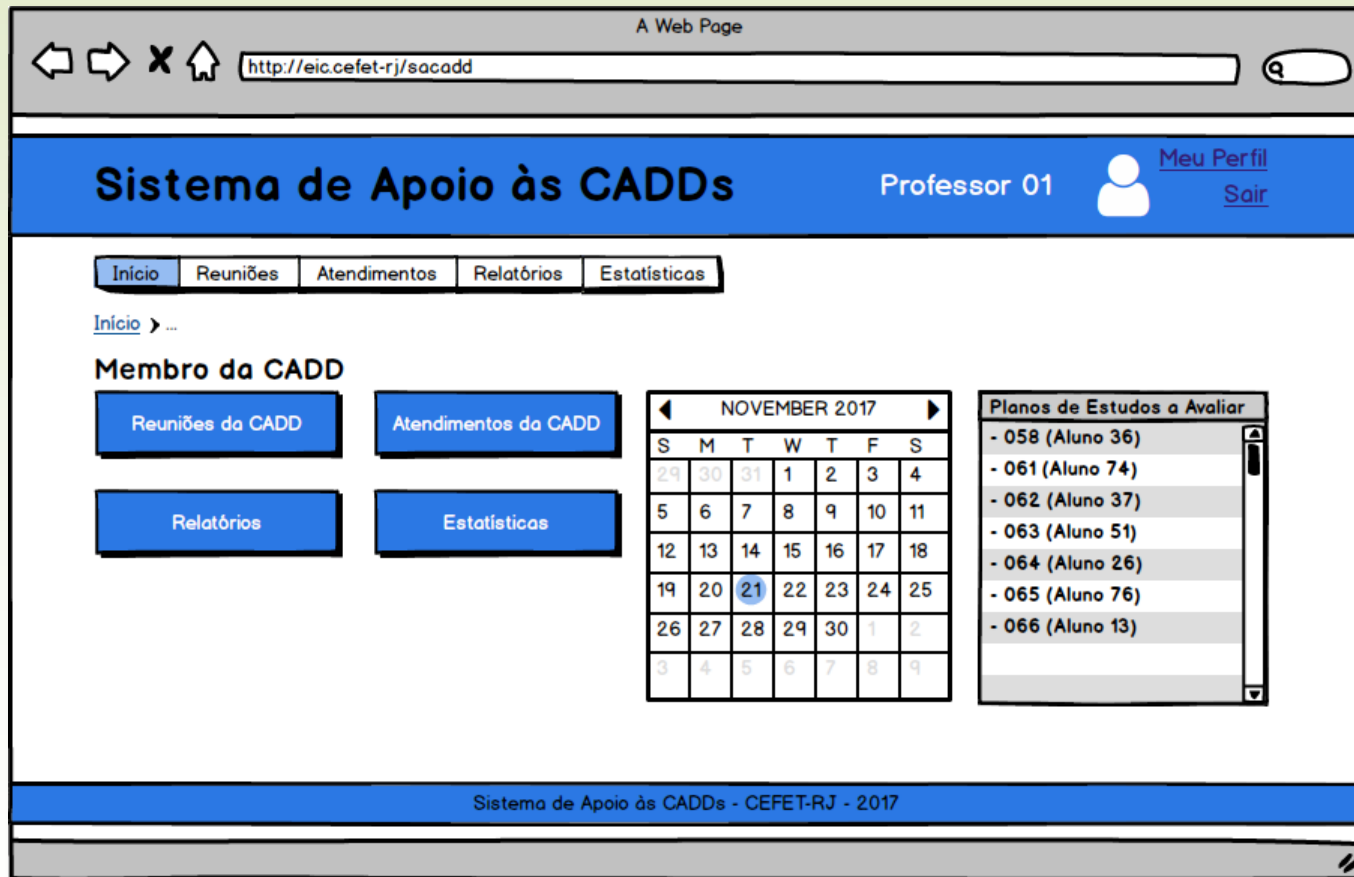 A Web Page
http://eic.cefet-rj/sacadd
Sistema de Apoio às CADDs
Professor 01
Meu Perfil
Sair
Início Reuniões Atendimentos Relatórios Estatísticas
Início > ...
Membro da CADD
Reuniões da CADD
Atendimentos da CADD
Relatórios
Estatísticas
NOVEMBER 2017
S M T W T F S
29 30 31 1 2 3 4
5 6 7 8 9 10 11
12 13 14 15 16 17 18
19 20 21 22 23 24 25
26 27 28 29 30 1 2
3 4 5 6 7 8 9
Planos de Estudos a Avaliar
- 058 (Aluno 36)
- 061 (Aluno 74)
- 062 (Aluno 37)
- 063 (Aluno 51)
- 064 (Aluno 26)
- 065 (Aluno 76)
- 066 (Aluno 13)
Sistema de Apoio às CADDs - CEFET-RJ - 2017